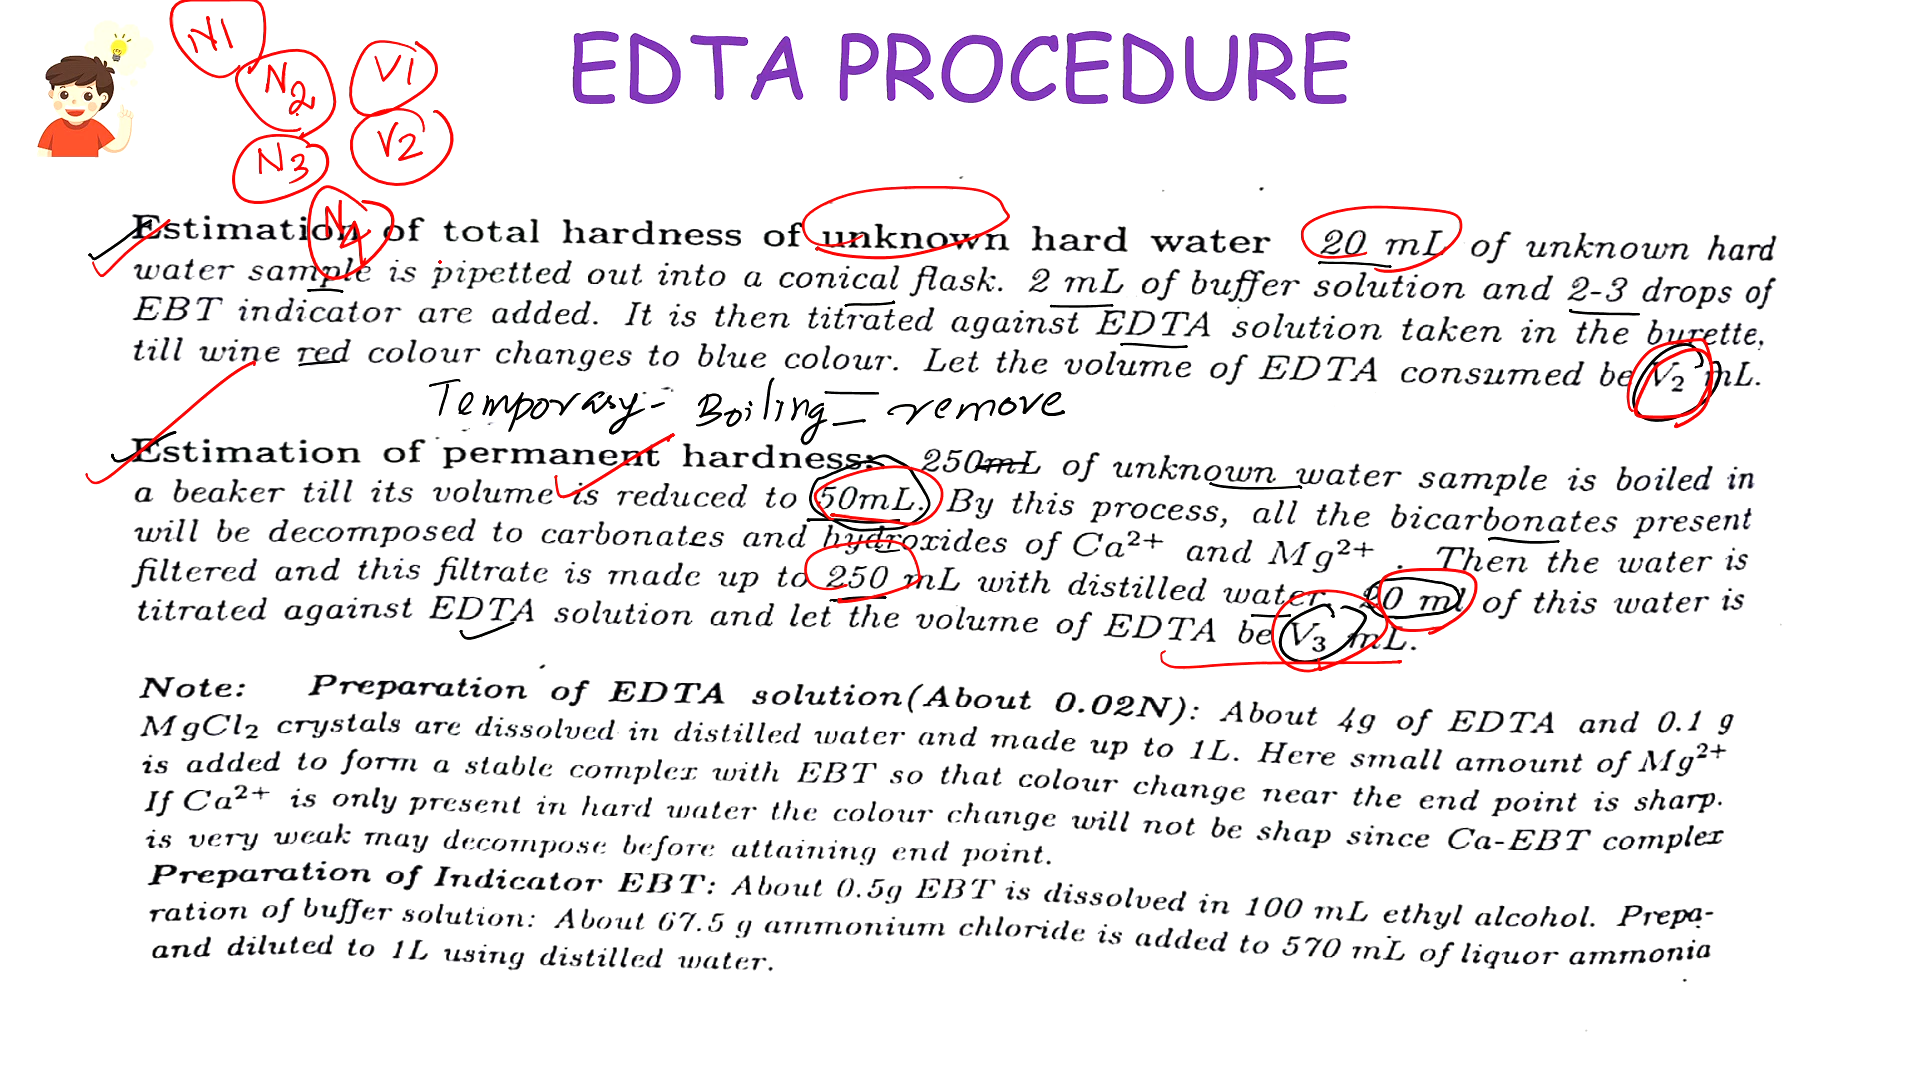 EDTA PROCEDURE
N1
N2
V1
N3
V2
N4
Estimation of total hardness of unknown hard water 20 mL of unknown hard
water sample is pipetted out into a conical flask. 2 mL of buffer solution and 2-3 drops of
EBT indicator are added. It is then titrated against EDTA solution taken in the burette,
till wine red colour changes to blue colour. Let the volume of EDTA consumed be V₂ mL.
Temporary - Boiling = remove
Estimation of permanent hardness: 250mL of unknown water sample is boiled in
a beaker till its volume is reduced to 50mL. By this process, all the bicarbonates present
will be decomposed to carbonates and hydroxides of Ca²⁺ and Mg²⁺. Then the water is
filtered and this filtrate is made up to 250 mL with distilled water. 20 ml of this water is
titrated against EDTA solution and let the volume of EDTA be V₃ mL.
Note: Preparation of EDTA solution(About 0.02N): About 4g of EDTA and 0.1 g
MgCl₂ crystals are dissolved in distilled water and made up to 1L. Here small amount of Mg²⁺
is added to form a stable complex with EBT so that colour change near the end point is sharp.
If Ca²⁺ is only present in hard water the colour change will not be shap since Ca-EBT complex
is very weak may decompose before attaining end point.
Preparation of Indicator EBT: About 0.5g EBT is dissolved in 100 mL ethyl alcohol. Prepa-
ration of buffer solution: About 67.5 g ammonium chloride is added to 570 mL of liquor ammonia
and diluted to 1L using distilled water.